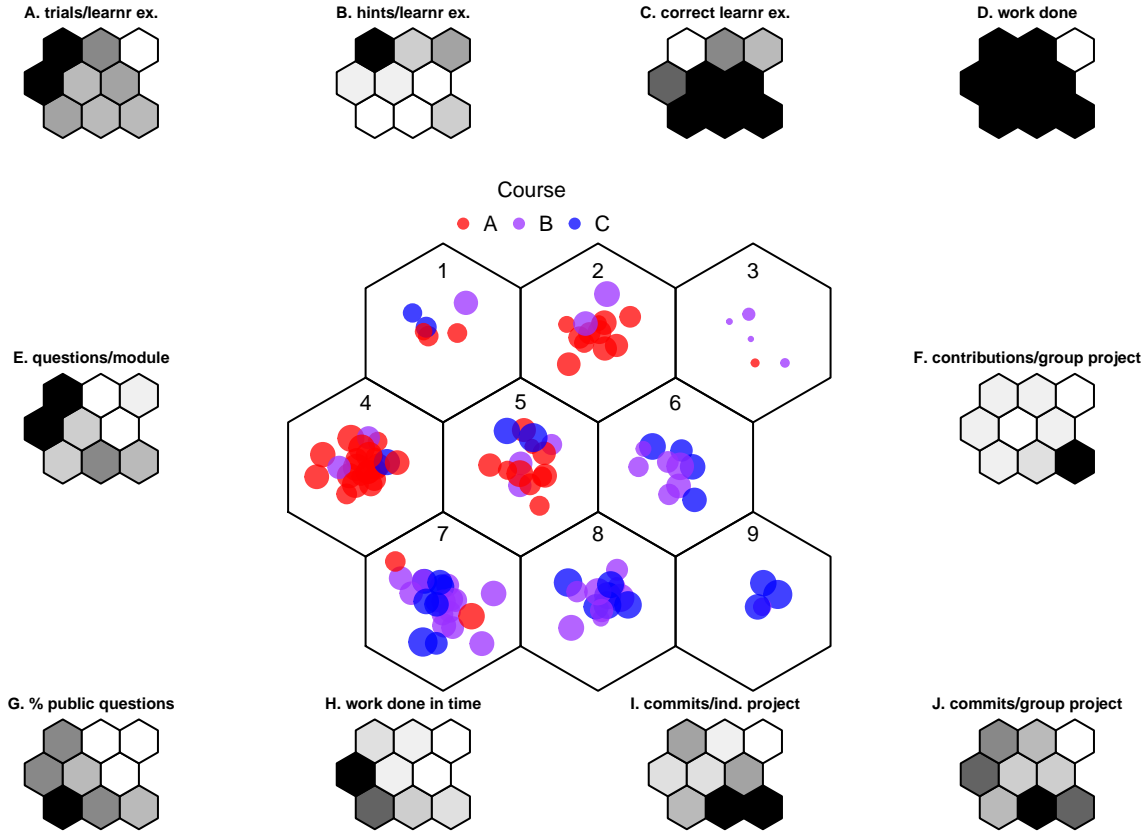 A. trials/learnr ex.
B. hints/learnr ex.
C. correct learnr ex.
D. work done
Course
A B C
1 2 3
E. questions/module
F. contributions/group project
4 5 6
7 8 9
G. % public questions
H. work done in time
I. commits/ind. project
J. commits/group project